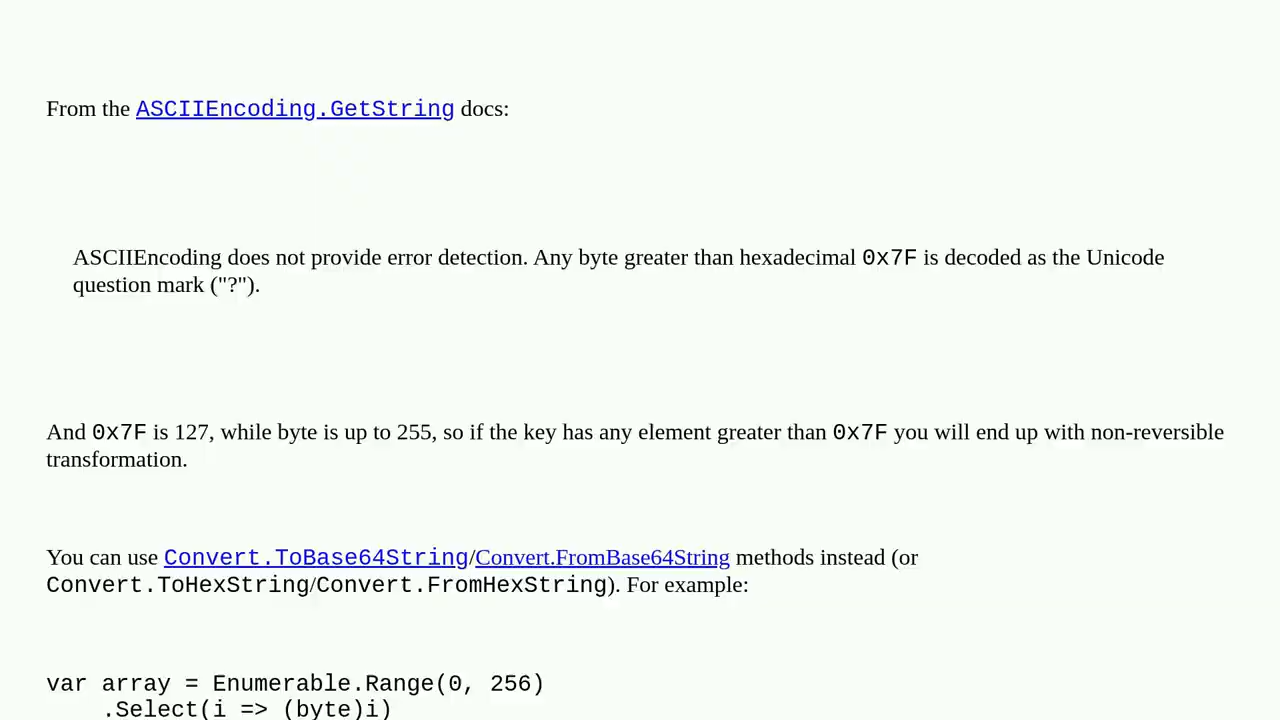 From the ASCIIEncoding.GetString docs:
ASCIIEncoding does not provide error detection. Any byte greater than hexadecimal 0x7F is decoded as the Unicode
question mark ("?").
And 0x7F is 127, while byte is up to 255, so if the key has any element greater than 0x7F you will end up with non-reversible
transformation.
You can use Convert.ToBase64String/Convert.FromBase64String methods instead (or
Convert.ToHexString/Convert.FromHexString). For example:
var array = Enumerable.Range(0, 256)
    .Select(i => (byte)i)